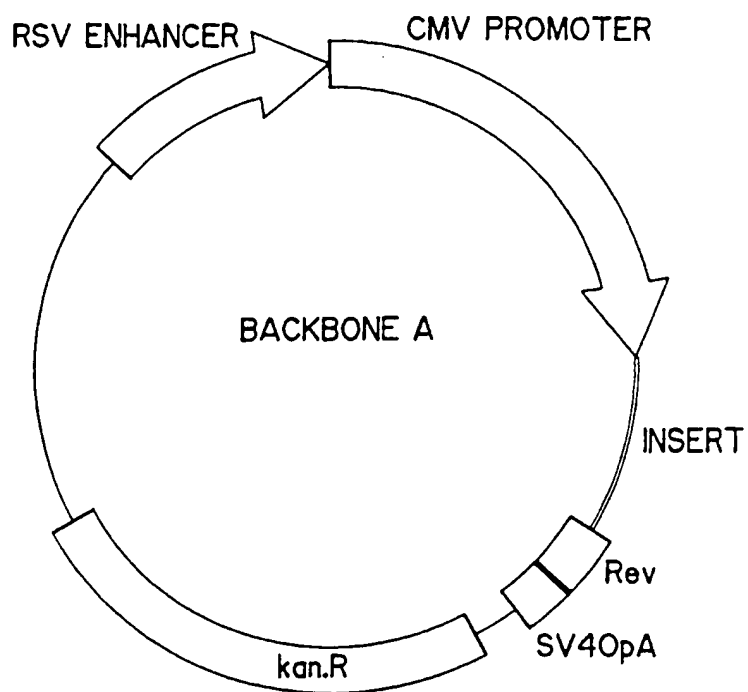 RSV ENHANCER
CMV PROMOTER
BACKBONE A
INSERT
Rev
SV40pA
kan.R